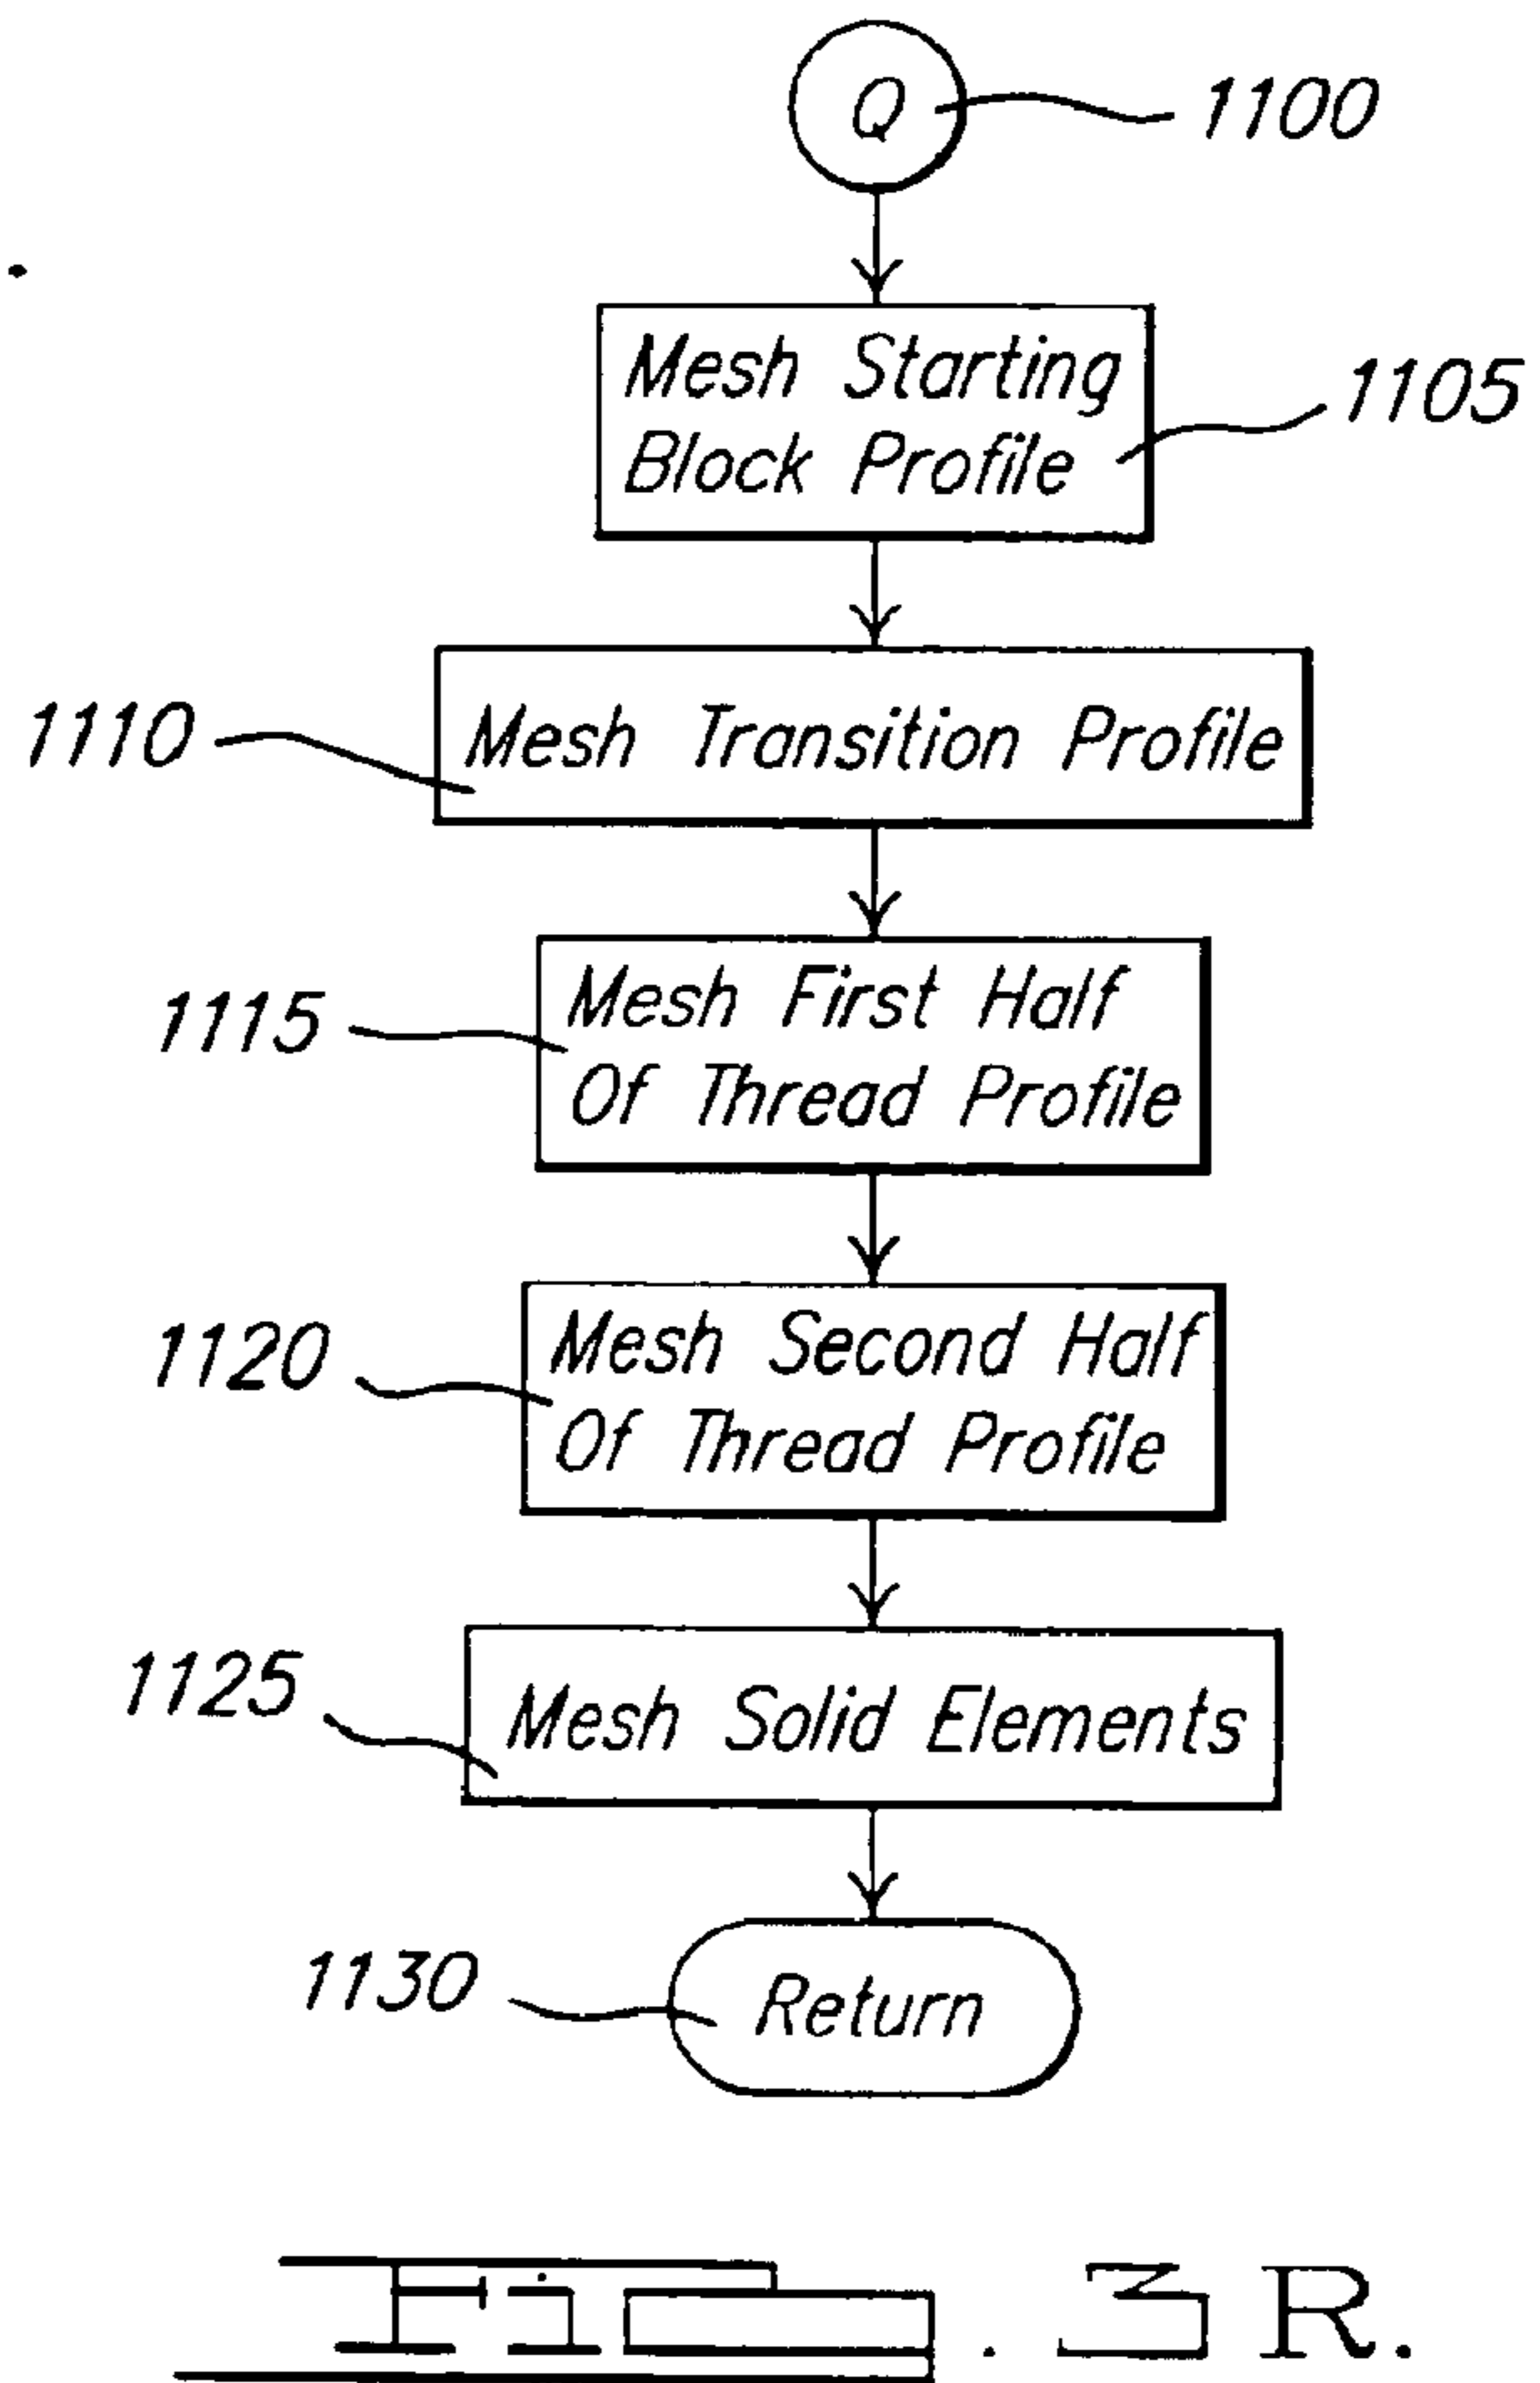 Q
1100
Mesh Starting
Block Profile
1105
1110
Mesh Transition Profile
1115
Mesh First Half
Of Thread Profile
1120
Mesh Second Half
Of Thread Profile
1125
Mesh Solid Elements
1130
Return
Fig. 3R.